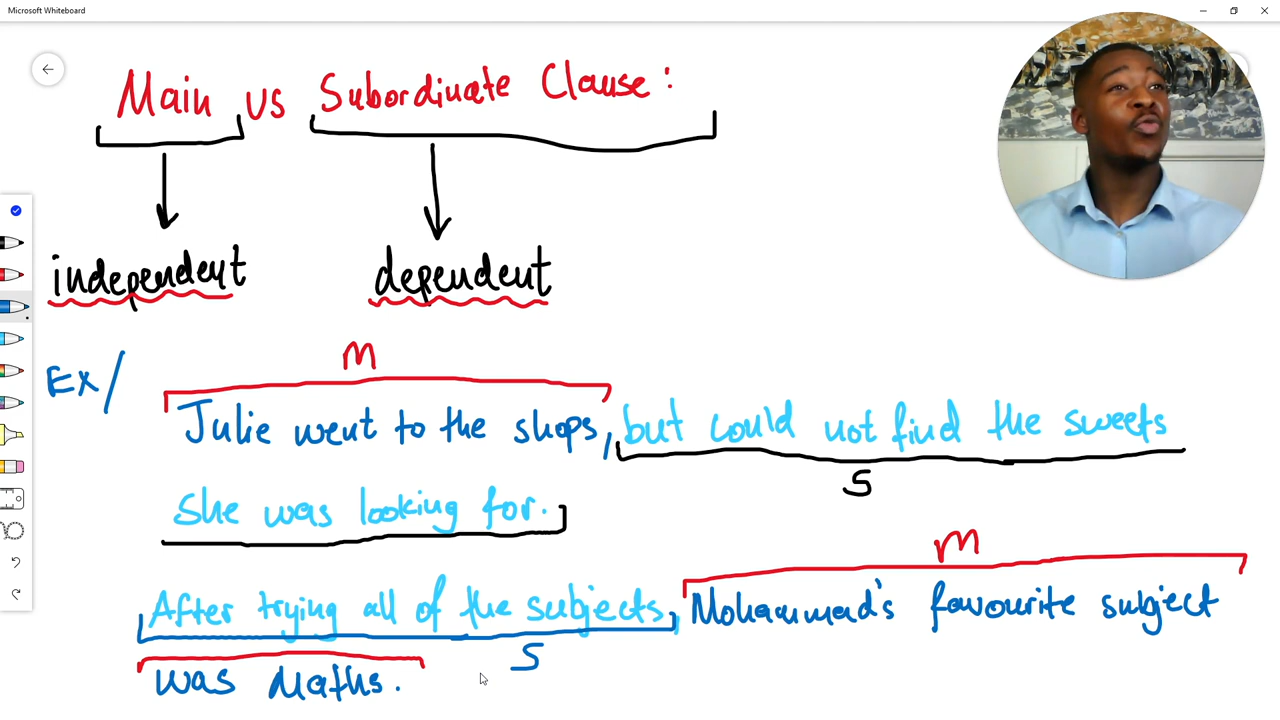 Microsoft Whiteboard
Main vs Subordinate Clause:
independent dependent
Ex/
M
Julie went to the shops, but could not find the sweets
S
She was looking for.
M
After trying all of the subjects, Mohammad's favourite subject
S
was Maths.